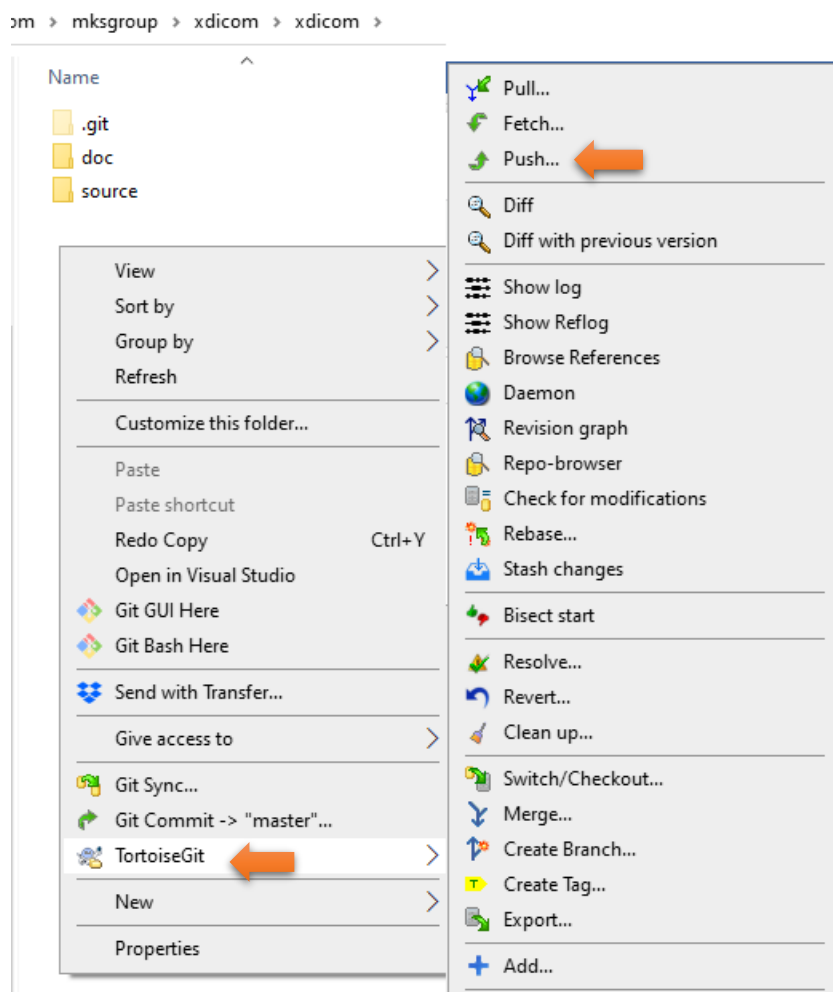 om > mksgroup > xdicom > xdicom >
Name
.git
doc
source
View
Sort by
Group by
Refresh
Customize this folder...
Paste
Paste shortcut
Redo Copy Ctrl+Y
Open in Visual Studio
Git GUI Here
Git Bash Here
Send with Transfer...
Give access to
Git Sync...
Git Commit -> "master"...
TortoiseGit
New
Properties
Pull...
Fetch...
Push...
Diff
Diff with previous version
Show log
Show Reflog
Browse References
Daemon
Revision graph
Repo-browser
Check for modifications
Rebase...
Stash changes
Bisect start
Resolve...
Revert...
Clean up...
Switch/Checkout...
Merge...
Create Branch...
Create Tag...
Export...
Add...